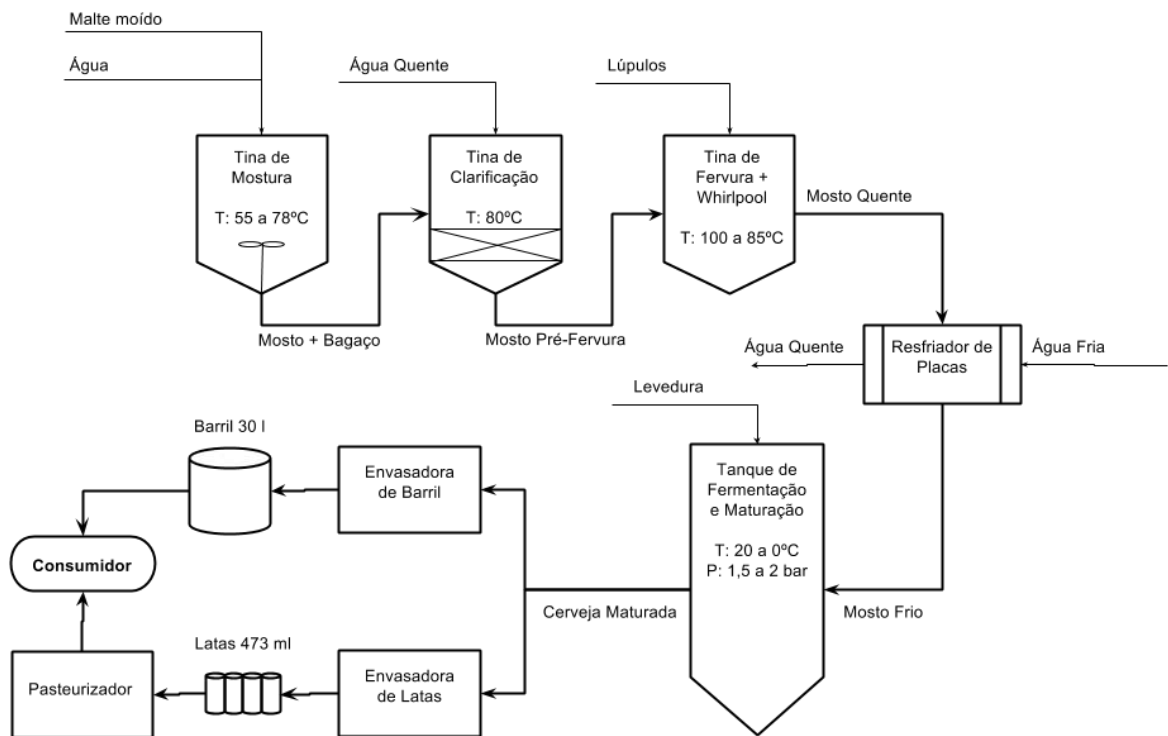 Malte moído
Água
Água Quente
Lúpulos
Tina de
Mostura
T: 55 a 78ºC
Tina de
Clarificação
T: 80ºC
Tina de
Fervura +
Whirlpool
T: 100 a 85ºC
Mosto Quente
Mosto + Bagaço
Mosto Pré-Fervura
Água Quente
Resfriador de
Placas
Água Fria
Levedura
Barril 30 l
Envasadora
de Barril
Tanque de
Fermentação
e Maturação
T: 20 a 0ºC
P: 1,5 a 2 bar
Consumidor
Cerveja Maturada
Mosto Frio
Latas 473 ml
Pasteurizador
Envasadora
de Latas